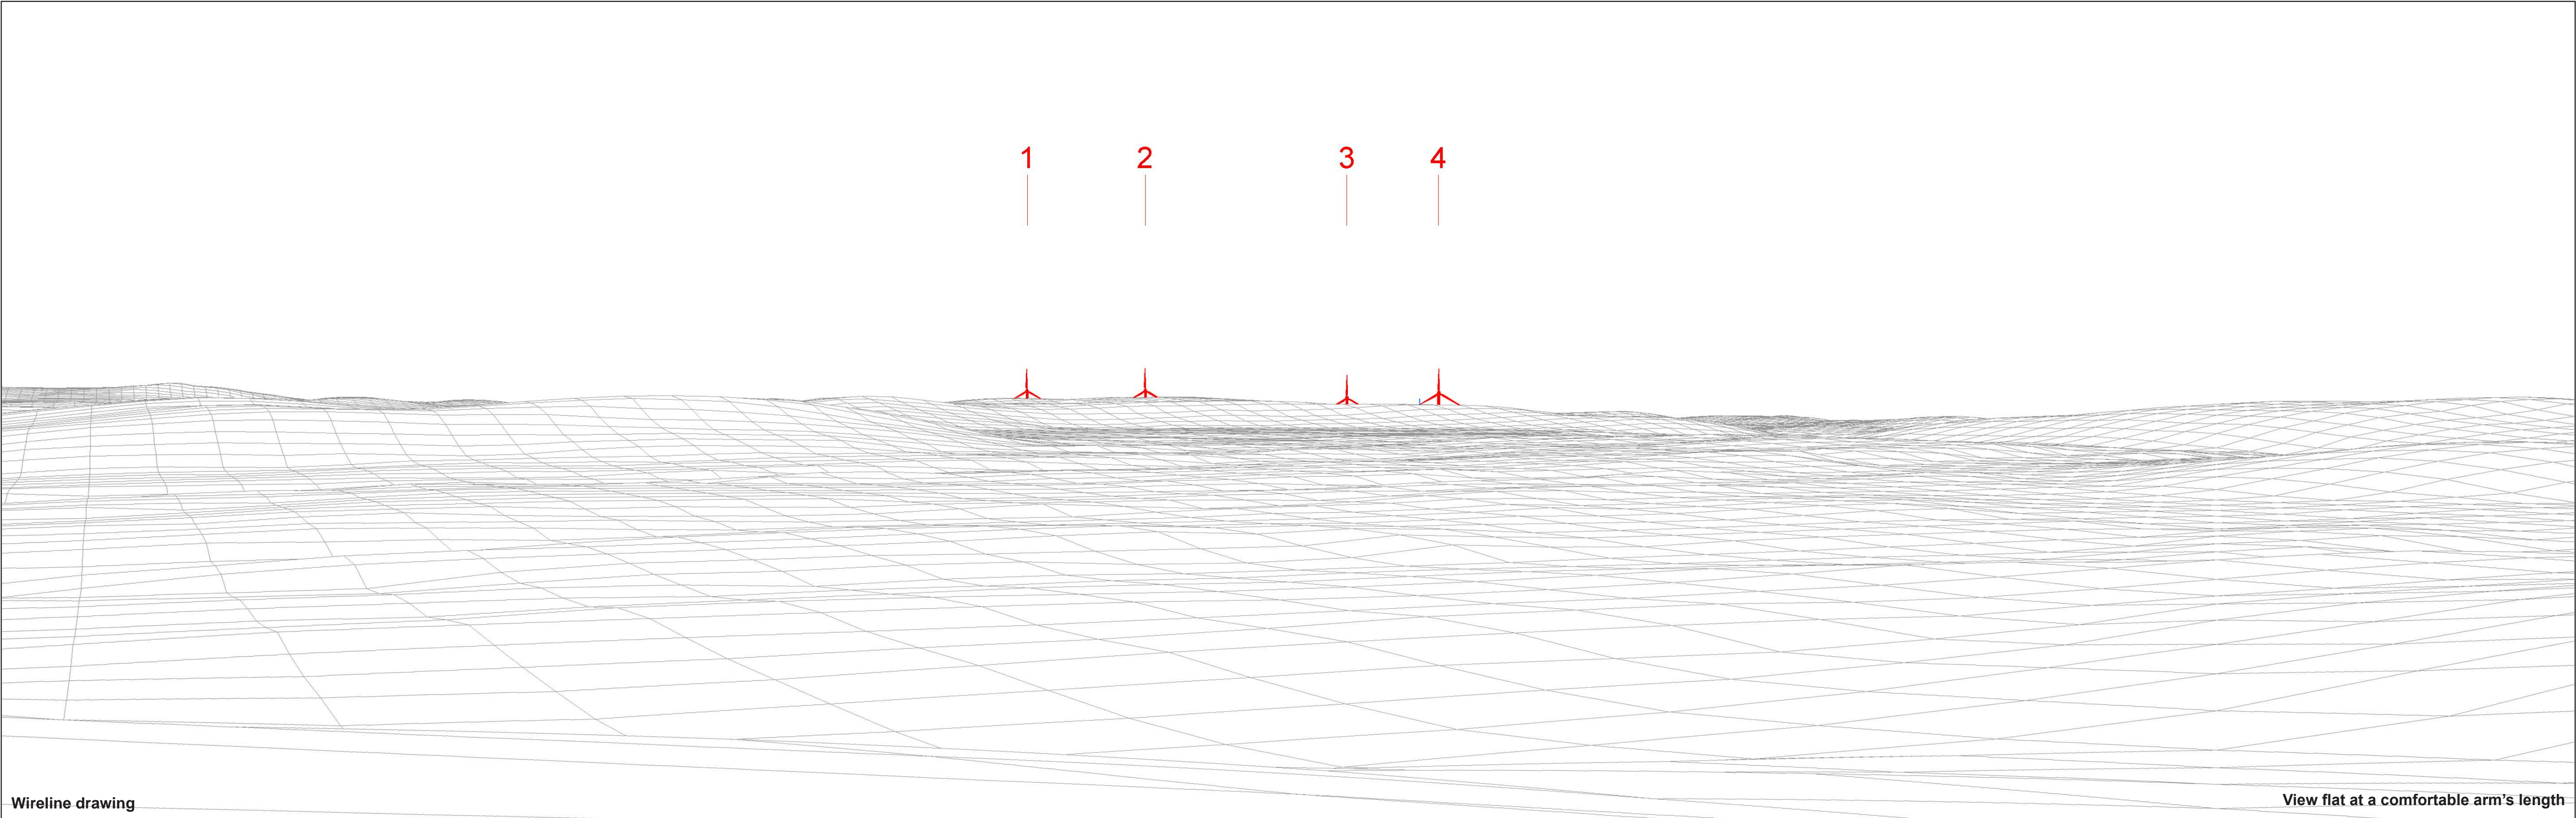 1 2 3 4
Wireline drawing
View flat at a comfortable arm’s length